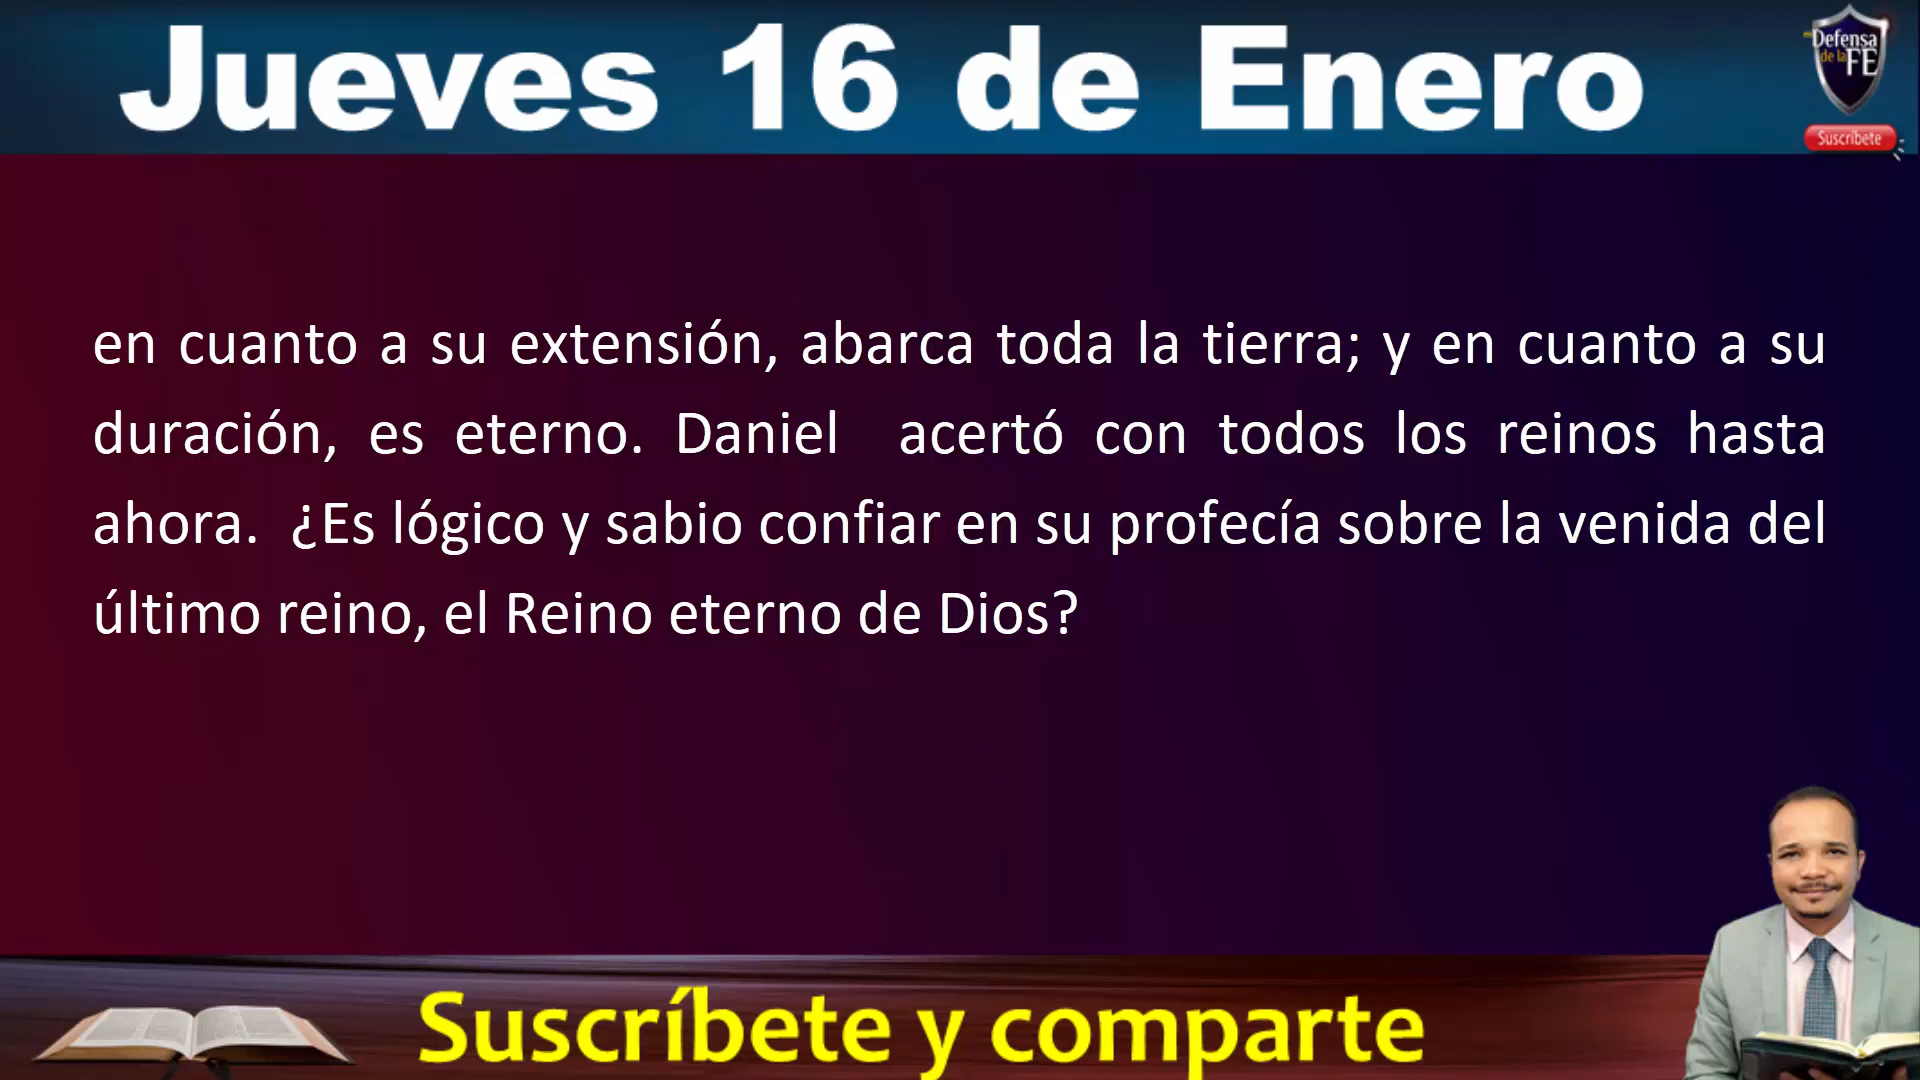 Jueves 16 de Enero
Defensa
de la FE
Suscríbete
en cuanto a su extensión, abarca toda la tierra; y en cuanto a su
duración, es eterno. Daniel  acertó con todos los reinos hasta
ahora.  ¿Es lógico y sabio confiar en su profecía sobre la venida del
último reino, el Reino eterno de Dios?
Suscríbete y comparte